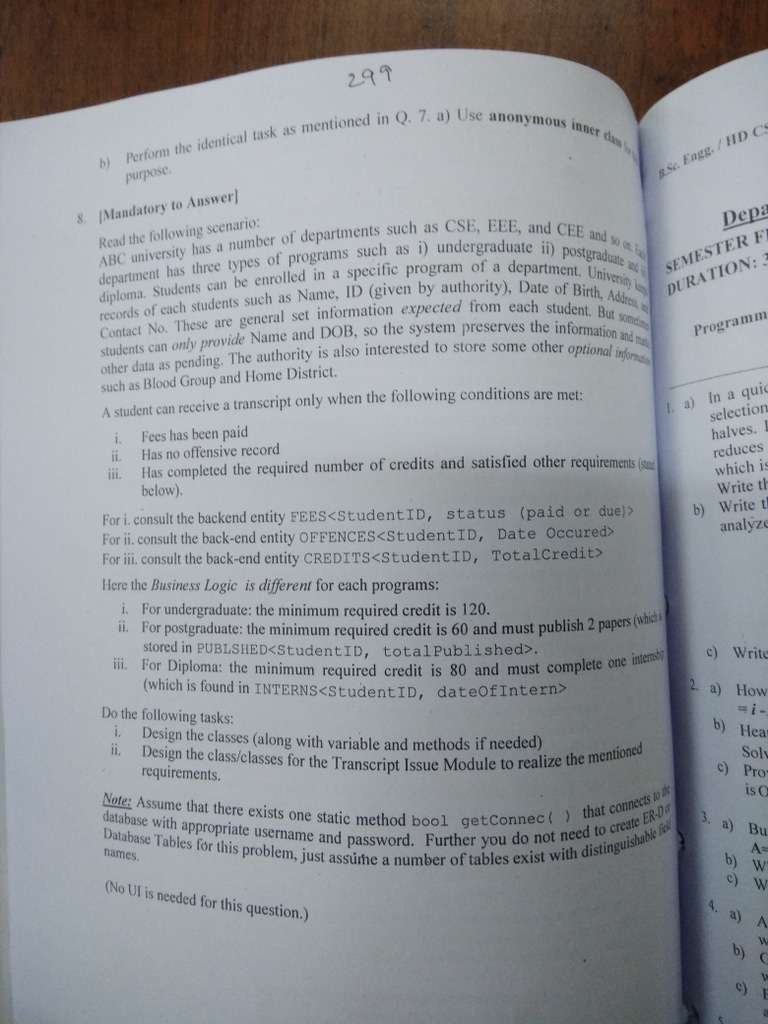 299
b) Perform the identical task as mentioned in Q. 7. a) Use anonymous inner class
purpose.
8. [Mandatory to Answer]
Read the following scenario:
ABC university has a number of departments such as CSE, EEE, and CEE and so on. Each
department has three types of programs such as i) undergraduate ii) postgraduate and iii)
diploma. Students can be enrolled in a specific program of a department. University keeps
records of each students such as Name, ID (given by authority), Date of Birth, Address, and
Contact No. These are general set information expected from each student. But sometimes
students can only provide Name and DOB, so the system preserves the information and marks
other data as pending. The authority is also interested to store some other optional information
such as Blood Group and Home District.
A student can receive a transcript only when the following conditions are met:
i. Fees has been paid
ii. Has no offensive record
iii. Has completed the required number of credits and satisfied other requirements (stated
below).
For i. consult the backend entity FEES<StudentID, status (paid or due)>
For ii. consult the back-end entity OFFENCES<StudentID, Date Occured>
For iii. consult the back-end entity CREDITS<StudentID, TotalCredit>
Here the Business Logic is different for each programs:
i. For undergraduate: the minimum required credit is 120.
ii. For postgraduate: the minimum required credit is 60 and must publish 2 papers (which is
stored in PUBLSHED<StudentID, totalPublished>.
iii. For Diploma: the minimum required credit is 80 and must complete one internship
(which is found in INTERNS<StudentID, dateOfIntern>
Do the following tasks:
i. Design the classes (along with variable and methods if needed)
ii. Design the class/classes for the Transcript Issue Module to realize the mentioned
requirements.
Note: Assume that there exists one static method bool getConnec( ) that connects to the
database with appropriate username and password. Further you do not need to create ER-D or
Database Tables for this problem, just assume a number of tables exist with distinguishable field
names.
(No UI is needed for this question.)
B.Sc. Engg. / HD CS
Depa
SEMESTER FI
DURATION: 3
Programm
1. a) In a quic
selection
halves. I
reduces
which is
Write th
b) Write t
analyze
c) Write
2. a) How
= i -
b) Hea
Solv
c) Pro
is O
3. a) Bu
A=
b) W
c) W
4. a) A
w
b) C
c) E
5.